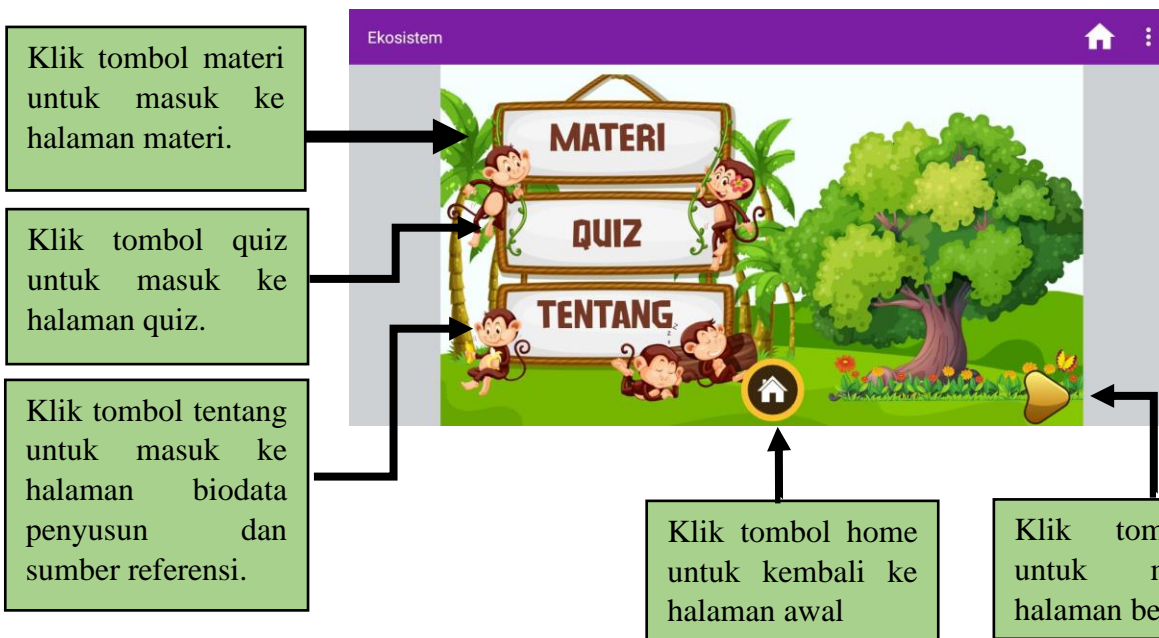 Ekosistem
Klik tombol materi
untuk masuk ke
halaman materi.
MATERI
Klik tombol quiz
untuk masuk ke
halaman quiz.
QUIZ
TENTANG
Klik tombol tentang
untuk masuk ke
halaman biodata
penyusun dan
sumber referensi.
Klik tombol home
untuk kembali ke
halaman awal
Klik
untuk
halaman